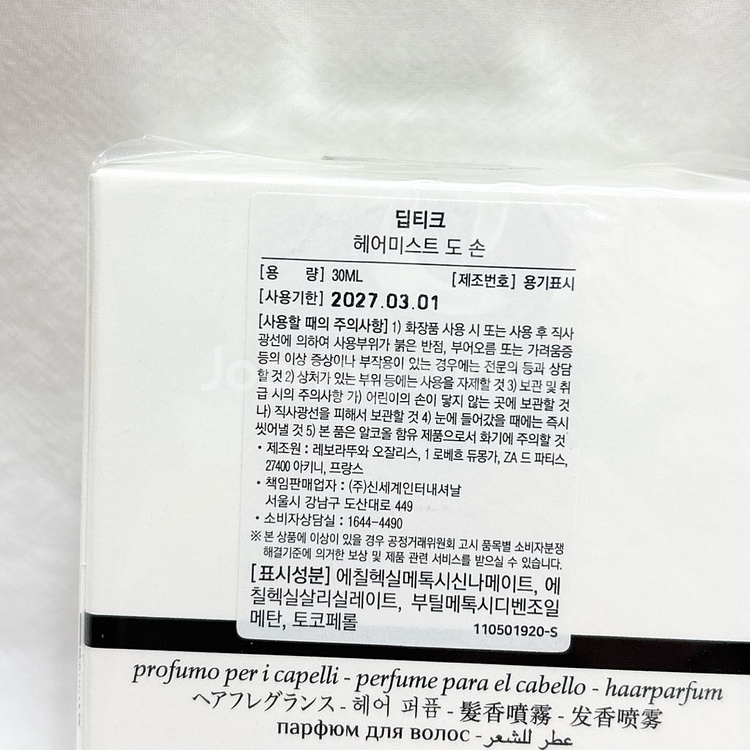 딥티크
헤어미스트 도 손
[용 량] 30ML [제조번호] 용기표시
[사용기한] 2027.03.01
[사용할 때의 주의사항] 1) 화장품 사용 시 또는 사용 후 직사
광선에 의하여 사용부위가 붉은 반점, 부어오름 또는 가려움증
등의 이상 증상이나 부작용이 있는 경우에는 전문의 등과 상담
할 것 2) 상처가 있는 부위 등에는 사용을 자제할 것 3) 보관 및 취
급 시의 주의사항 가) 어린이의 손이 닿지 않는 곳에 보관할 것
나) 직사광선을 피해서 보관할 것 4) 눈에 들어갔을 때에는 즉시
씻어낼 것 5) 본 품은 알코올 함유 제품으로서 화기에 주의할 것
• 제조원 : 레보라뚜와 오잘리스, 1 로베흐 듀몽가, ZA 드 파티스,
27400 아키니, 프랑스
• 책임판매업자 : (주)신세계인터내셔날
서울시 강남구 도산대로 449
• 소비자상담실 : 1644-4490
※ 본 상품에 이상이 있을 경우 공정거래위원회 고시 품목별 소비자분쟁
해결기준에 의거한 보상 및 제품 관련 서비스를 받으실 수 있습니다.
[표시성분] 에칠헥실메톡시신나메이트, 에
칠헥실살리실레이트, 부틸메톡시디벤조일
메탄, 토코페롤 110501920-S
profumo per i capelli - perfume para el cabello - haarparfum
ヘアフレグランス - 헤어 퍼퓸 - 髮香噴霧 - 发香喷雾
парфюм для волос - عطر للشعر